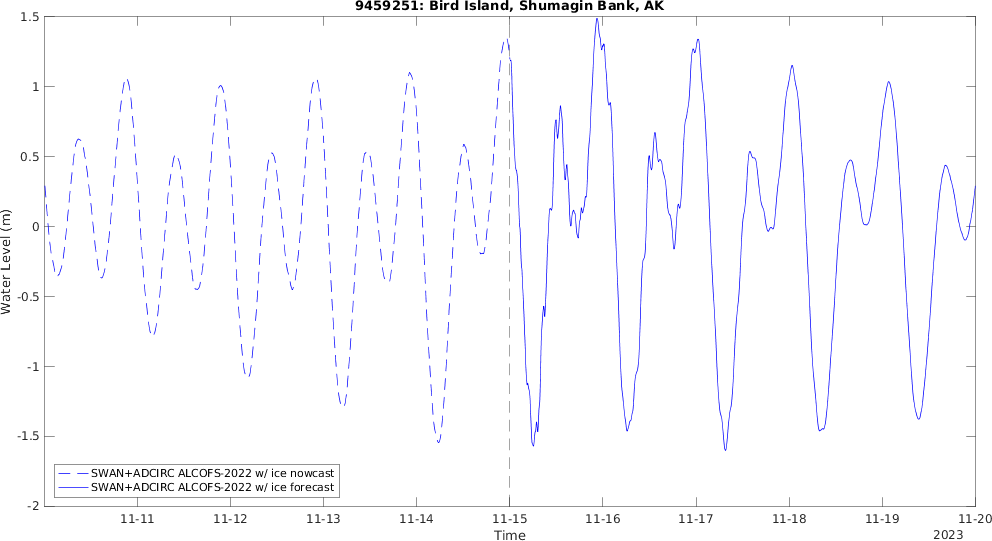 9459251: Bird Island, Shumagin Bank, AK
1.5
1
0.5
0
-0.5
-1
-1.5
-2
Water Level (m)
SWAN+ADCIRC ALCOFS-2022 w/ ice nowcast
SWAN+ADCIRC ALCOFS-2022 w/ ice forecast
11-11 11-12 11-13 11-14 11-15 11-16 11-17 11-18 11-19 11-20
Time
2023